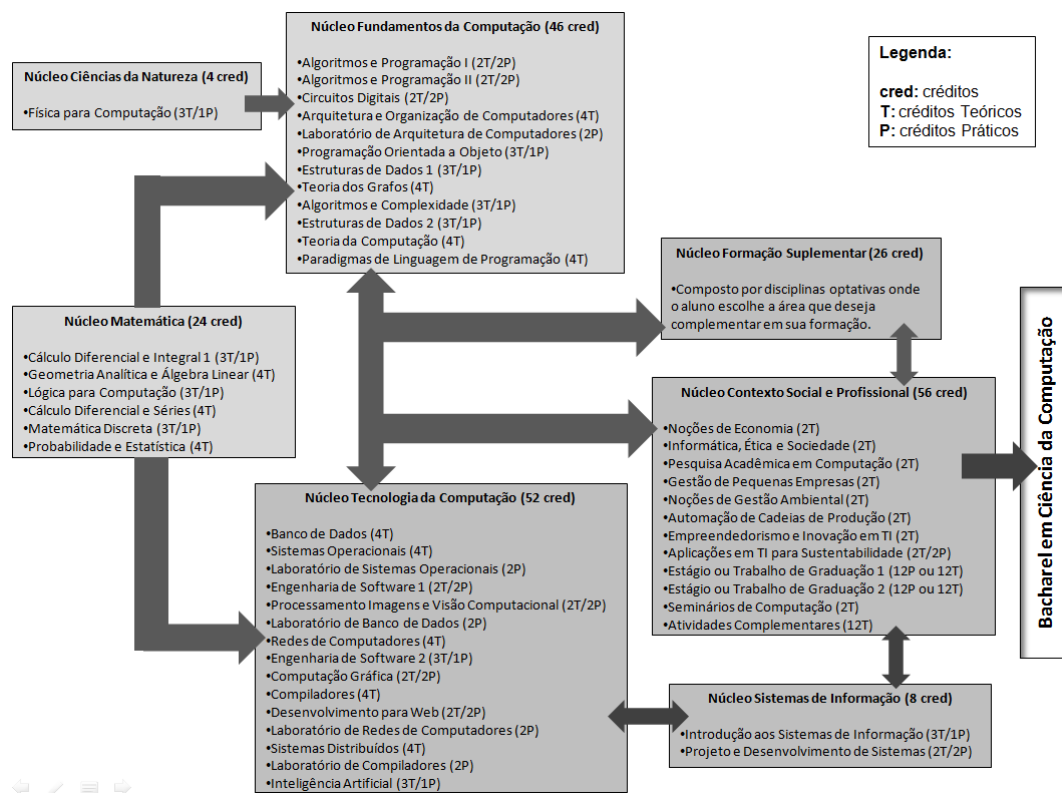 Núcleo Fundamentos da Computação (46 cred)
•Algoritmos e Programação I (2T/2P)
•Algoritmos e Programação II (2T/2P)
•Circuitos Digitais (2T/2P)
•Arquitetura e Organização de Computadores (4T)
•Laboratório de Arquitetura de Computadores (2P)
•Programação Orientada a Objeto (3T/1P)
•Estruturas de Dados 1 (3T/1P)
•Teoria dos Grafos (4T)
•Algoritmos e Complexidade (3T/1P)
•Estruturas de Dados 2 (3T/1P)
•Teoria da Computação (4T)
•Paradigmas de Linguagem de Programação (4T)
Legenda:
cred: créditos
T: créditos Teóricos
P: créditos Práticos
Núcleo Ciências da Natureza (4 cred)
•Física para Computação (3T/1P)
Núcleo Formação Suplementar (26 cred)
•Composto por disciplinas optativas onde
o aluno escolhe a área que deseja
complementar em sua formação.
Núcleo Matemática (24 cred)
•Cálculo Diferencial e Integral 1 (3T/1P)
•Geometria Analítica e Álgebra Linear (4T)
•Lógica para Computação (3T/1P)
•Cálculo Diferencial e Séries (4T)
•Matemática Discreta (3T/1P)
•Probabilidade e Estatística (4T)
Núcleo Contexto Social e Profissional (56 cred)
•Noções de Economia (2T)
•Informática, Ética e Sociedade (2T)
•Pesquisa Acadêmica em Computação (2T)
•Gestão de Pequenas Empresas (2T)
•Noções de Gestão Ambiental (2T)
•Automação de Cadeias de Produção (2T)
•Empreendedorismo e Inovação em TI (2T)
•Aplicações em TI para Sustentabilidade (2T/2P)
•Estágio ou Trabalho de Graduação 1 (12P ou 12T)
•Estágio ou Trabalho de Graduação 2 (12P ou 12T)
•Seminários de Computação (2T)
•Atividades Complementares (12T)
Bacharel em Ciência da Computação
Núcleo Tecnologia da Computação (52 cred)
•Banco de Dados (4T)
•Sistemas Operacionais (4T)
•Laboratório de Sistemas Operacionais (2P)
•Engenharia de Software 1 (2T/2P)
•Processamento Imagens e Visão Computacional (2T/2P)
•Laboratório de Banco de Dados (2P)
•Redes de Computadores (4T)
•Engenharia de Software 2 (3T/1P)
•Computação Gráfica (2T/2P)
•Compiladores (4T)
•Desenvolvimento para Web (2T/2P)
•Laboratório de Redes de Computadores (2P)
•Sistemas Distribuídos (4T)
•Laboratório de Compiladores (2P)
•Inteligência Artificial (3T/1P)
Núcleo Sistemas de Informação (8 cred)
•Introdução aos Sistemas de Informação (3T/1P)
•Projeto e Desenvolvimento de Sistemas (2T/2P)